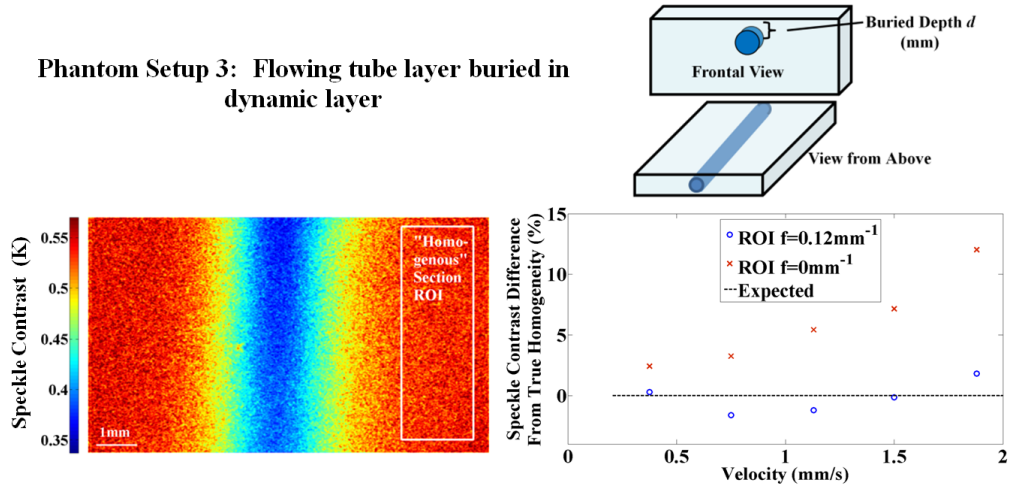 Phantom Setup 3: Flowing tube layer buried in
dynamic layer
Buried Depth d
(mm)
Frontal View
View from Above
Speckle Contrast (K)
0.55
0.5
0.45
0.4
0.35
"Homo-
genous"
Section
ROI
1mm
Speckle Contrast Difference
From True Homogeneity (%)
15
10
5
0
ROI f=0.12mm⁻¹
ROI f=0mm⁻¹
Expected
0
0.5
1
1.5
2
Velocity (mm/s)